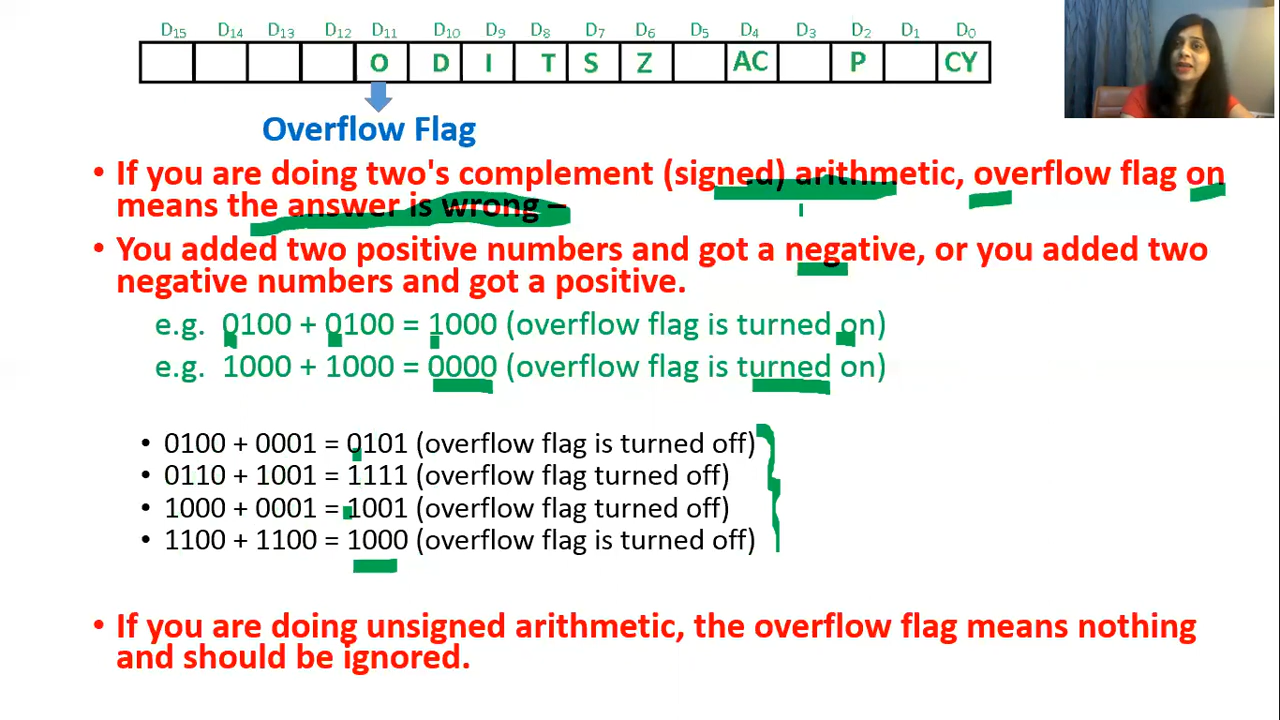 D15 D14 D13 D12 D11 D10 D9 D8 D7 D6 D5 D4 D3 D2 D1 D0
O D I T S Z AC P CY
Overflow Flag
• If you are doing two's complement (signed) arithmetic, overflow flag on
means the answer is wrong –
• You added two positive numbers and got a negative, or you added two
negative numbers and got a positive.
e.g. 0100 + 0100 = 1000 (overflow flag is turned on)
e.g. 1000 + 1000 = 0000 (overflow flag is turned on)
• 0100 + 0001 = 0101 (overflow flag is turned off)
• 0110 + 1001 = 1111 (overflow flag turned off)
• 1000 + 0001 = 1001 (overflow flag turned off)
• 1100 + 1100 = 1000 (overflow flag is turned off)
• If you are doing unsigned arithmetic, the overflow flag means nothing
and should be ignored.